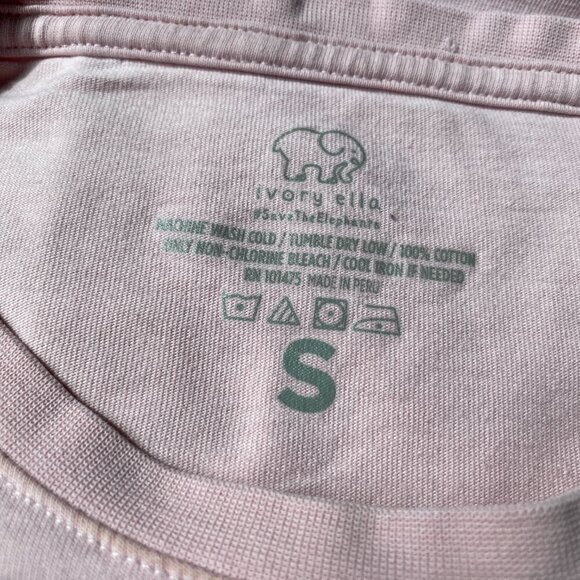 ivory ella
#SaveTheElephants
MACHINE WASH COLD / TUMBLE DRY LOW / 100% COTTON
ONLY NON-CHLORINE BLEACH / COOL IRON IF NEEDED
RN 101475 MADE IN PERU
S